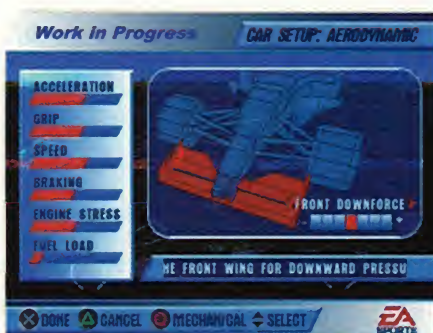 Work in Progress
CAR SETUP: AERODYNAMIC
ACCELERATION
GRIP
SPEED
BRAKING
ENGINE STRESS
FUEL LOAD
FRONT DOWNFORCE
- +
HE FRONT WING FOR DOWNWARD PRESSU
DONE CANCEL MECHANICAL SELECT
EA
SPORTS